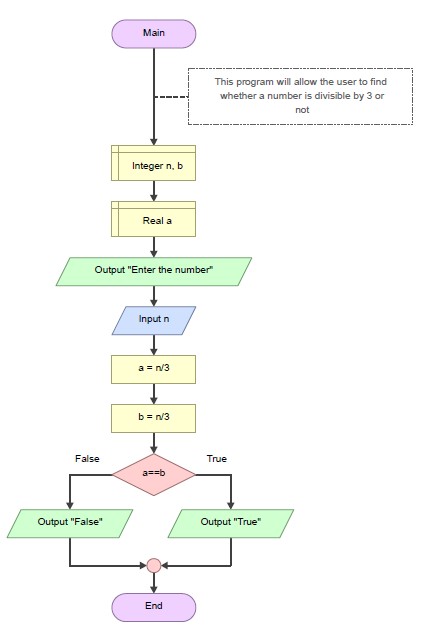 Main
This program will allow the user to find
whether a number is divisible by 3 or
not
Integer n, b
Real a
Output "Enter the number"
Input n
a = n/3
b = n/3
False
True
a==b
Output "False"
Output "True"
End